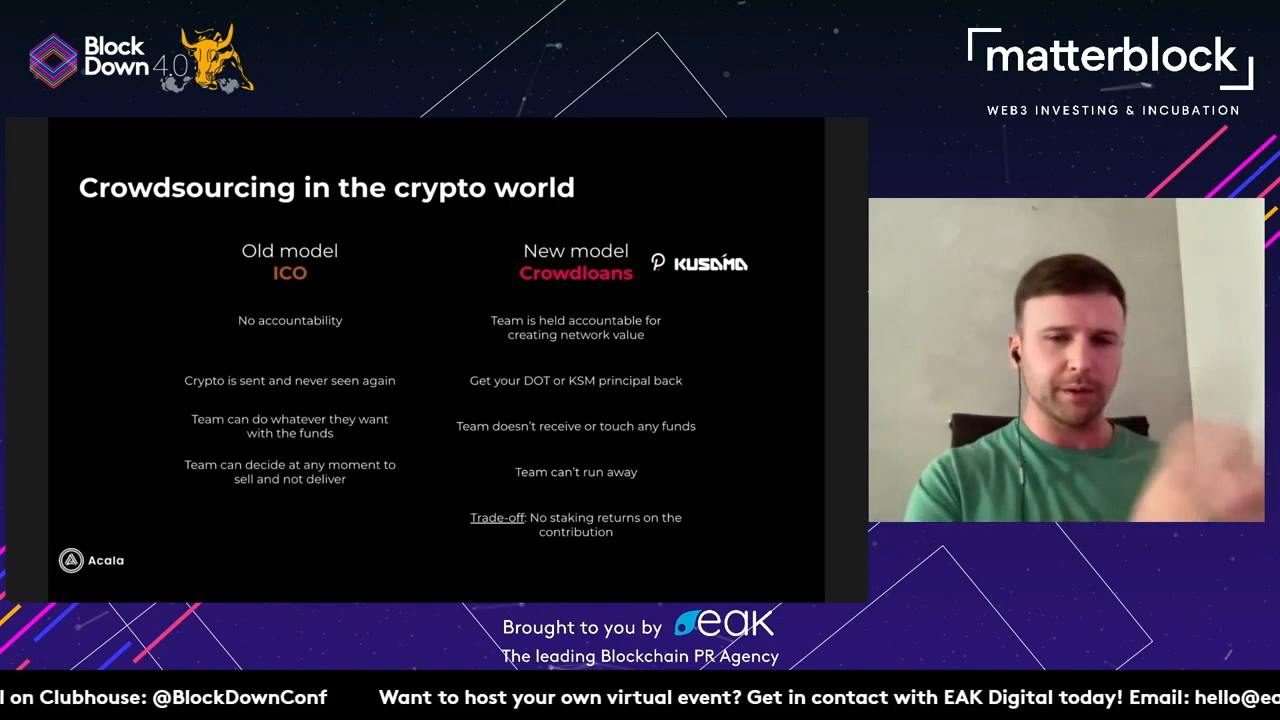 Block
Down 4.0
matterblock
WEB3 INVESTING & INCUBATION
Crowdsourcing in the crypto world
Old model
ICO
No accountability
Crypto is sent and never seen again
Team can do whatever they want
with the funds
Team can decide at any moment to
sell and not deliver
New model
Crowdloans
KUSAMA
Team is held accountable for
creating network value
Get your DOT or KSM principal back
Team doesn't receive or touch any funds
Team can't run away
Trade-off: No staking returns on the
contribution
Acala
Brought to you by eak
The leading Blockchain PR Agency
l on Clubhouse: @BlockDownConf Want to host your own virtual event? Get in contact with EAK Digital today! Email: hello@ea